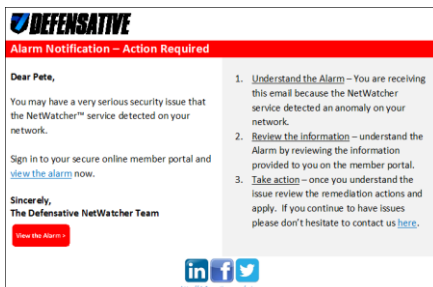 DEFENSATIVE
Alarm Notification – Action Required
Dear Pete,
You may have a very serious security issue that
the NetWatcher™ service detected on your
network.
Sign in to your secure online member portal and
view the alarm now.
Sincerely,
The Defensative NetWatcher Team
View the Alarm >
1. Understand the Alarm – You are receiving
this email because the NetWatcher
service detected an anomaly on your
network.
2. Review the information – understand the
Alarm by reviewing the information
provided to you on the member portal.
3. Take action – once you understand the
issue review the remediation actions and
apply. If you continue to have issues
please don't hesitate to contact us here.
in f